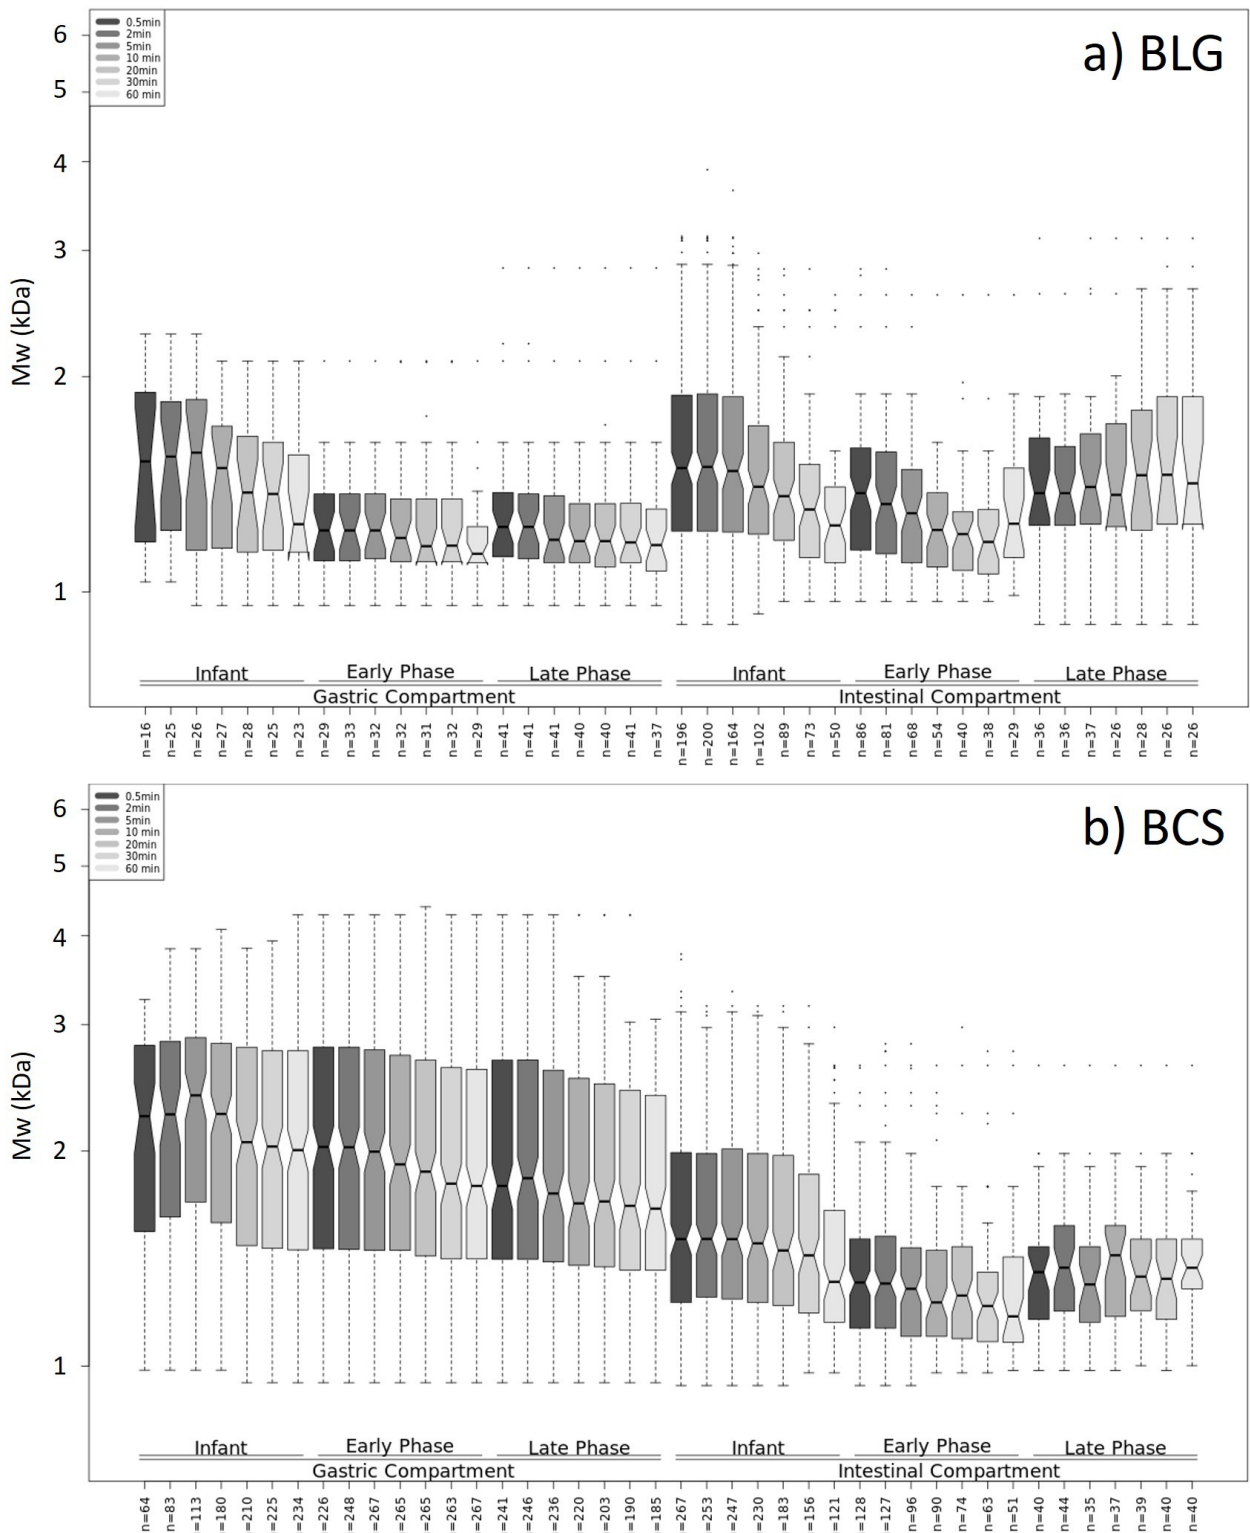 0.5min
2min
5min
10 min
20min
30min
60 min
a) BLG
6
5
4
3
2
1
Mw (kDa)
Infant Early Phase Late Phase Infant Early Phase Late Phase
Gastric Compartment Intestinal Compartment
n=16 n=25 n=26 n=27 n=28 n=25 n=23 n=29 n=33 n=32 n=32 n=31 n=32 n=29 n=41 n=41 n=40 n=40 n=40 n=41 n=37 n=196 n=200 n=164 n=102 n=89 n=73 n=50 n=86 n=81 n=68 n=54 n=40 n=38 n=29 n=36 n=36 n=37 n=26 n=28 n=26 n=26
0.5min
2min
5min
10 min
20min
30min
60 min
b) BCS
6
5
4
3
2
1
Mw (kDa)
Infant Early Phase Late Phase Infant Early Phase Late Phase
Gastric Compartment Intestinal Compartment
n=64 n=83 =113 =180 =210 =225 =234 =226 =248 =267 =265 =265 =263 =267 =241 =246 =236 =220 =203 =190 =185 =267 =253 =247 =230 =183 =156 =121 =128 =127 n=96 n=90 n=74 n=63 n=51 n=40 n=44 n=35 n=37 n=39 n=40 n=40